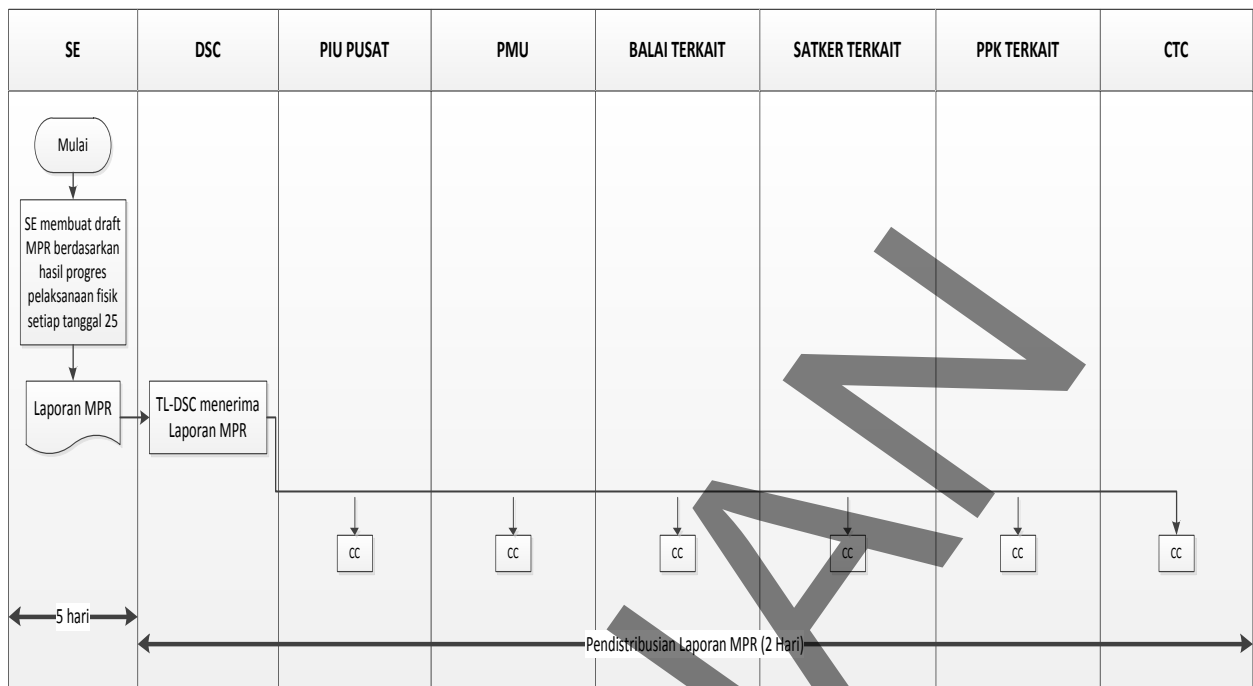 SE
DSC
PIU PUSAT
PMU
BALAI TERKAIT
SATKER TERKAIT
PPK TERKAIT
CTC
Mulai
SE membuat draft
MPR berdasarkan
hasil progres
pelaksanaan fisik
setiap tanggal 25
Laporan MPR
TL-DSC menerima
Laporan MPR
CC
CC
CC
CC
CC
CC
5 hari
Pendistribusian Laporan MPR (2 Hari)